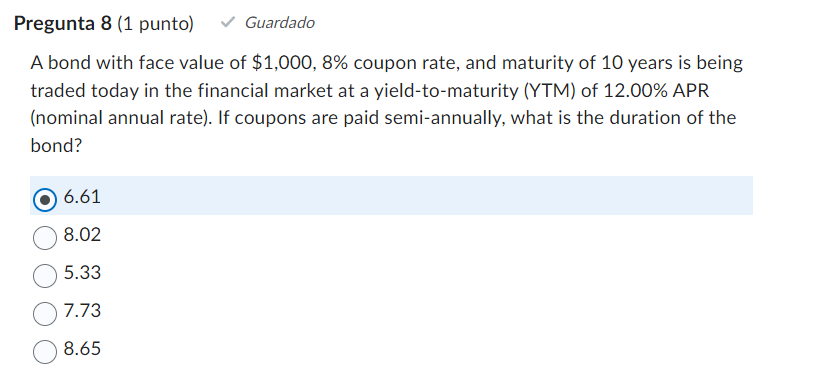 Pregunta 8 (1 punto) ✓ Guardado
A bond with face value of $1,000, 8% coupon rate, and maturity of 10 years is being
traded today in the financial market at a yield-to-maturity (YTM) of 12.00% APR
(nominal annual rate). If coupons are paid semi-annually, what is the duration of the
bond?
6.61
8.02
5.33
7.73
8.65